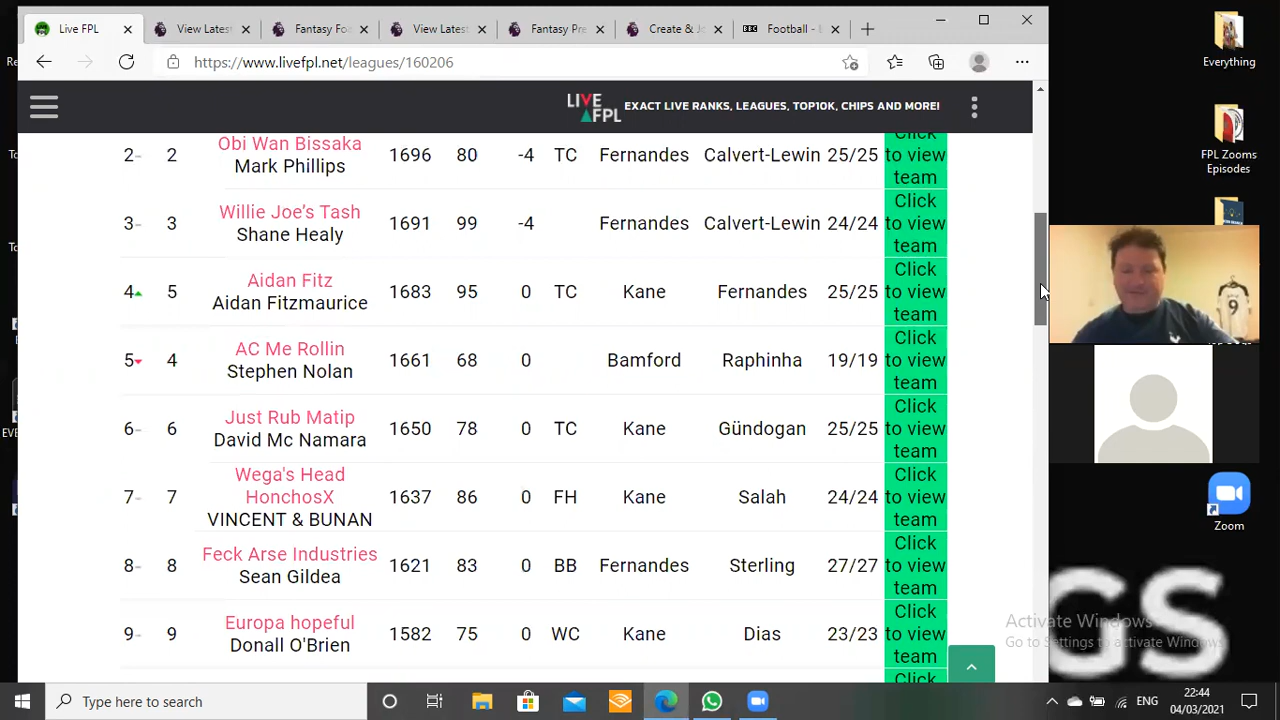 Live FPL
View Latest
Fantasy Foo
View Latest
Fantasy Pre
Create & Jo
BBC
Football - B
https://www.livefpl.net/leagues/160206
LIVE FPL
EXACT LIVE RANKS, LEAGUES, TOP10K, CHIPS AND MORE!
2 2 Obi Wan Bissaka Mark Phillips 1696 80 -4 TC Fernandes Calvert-Lewin 25/25 Click to view team
3 3 Willie Joe’s Tash Shane Healy 1691 99 -4 Fernandes Calvert-Lewin 24/24 Click to view team
4 5 Aidan Fitz Aidan Fitzmaurice 1683 95 0 TC Kane Fernandes 25/25 Click to view team
5 4 AC Me Rollin Stephen Nolan 1661 68 0 Bamford Raphinha 19/19 Click to view team
6 6 Just Rub Matip David Mc Namara 1650 78 0 TC Kane Gündogan 25/25 Click to view team
7 7 Wega's Head HonchosX VINCENT & BUNAN 1637 86 0 FH Kane Salah 24/24 Click to view team
8 8 Feck Arse Industries Sean Gildea 1621 83 0 BB Fernandes Sterling 27/27 Click to view team
9 9 Europa hopeful Donall O'Brien 1582 75 0 WC Kane Dias 23/23 Click to view team
Click
Everything
FPL Zooms
Episodes
9
Zoom
GS
Activate Windows
Go to Settings to activate Windows.
Type here to search
ENG
22:44
04/03/2021